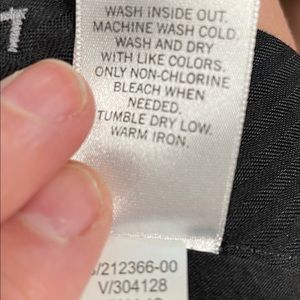 WASH INSIDE OUT.
MACHINE WASH COLD.
WASH AND DRY
WITH LIKE COLORS.
ONLY NON-CHLORINE
BLEACH WHEN
NEEDED.
TUMBLE DRY LOW.
WARM IRON.
/212366-00
V/304128